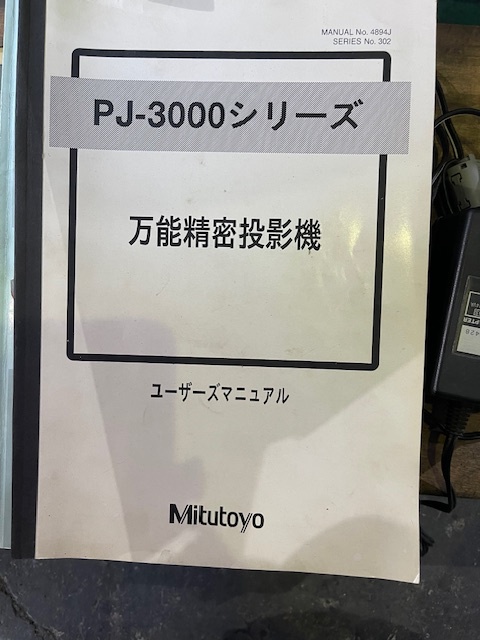 MANUAL No. 4894J
SERIES No. 302
PJ-3000シリーズ
万能精密投影機
ユーザーズマニュアル
Mitutoyo